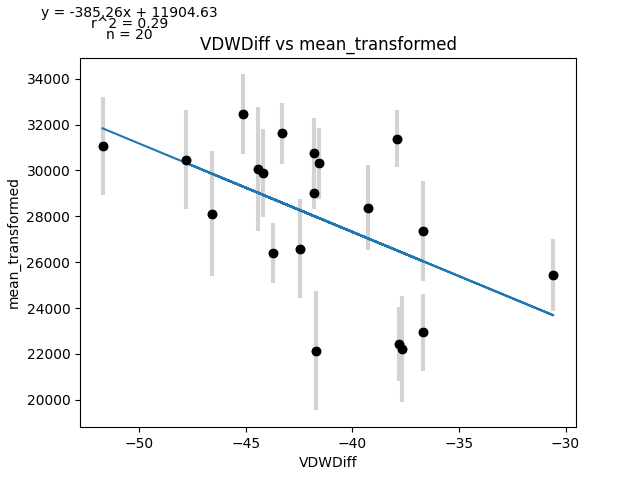 y = -385.26x + 11904.63
r^2 = 0.29
n = 20
VDWDiff vs mean_transformed
mean_transformed
34000
32000
30000
28000
26000
24000
22000
20000
−50
−45
−40
−35
−30
VDWDiff